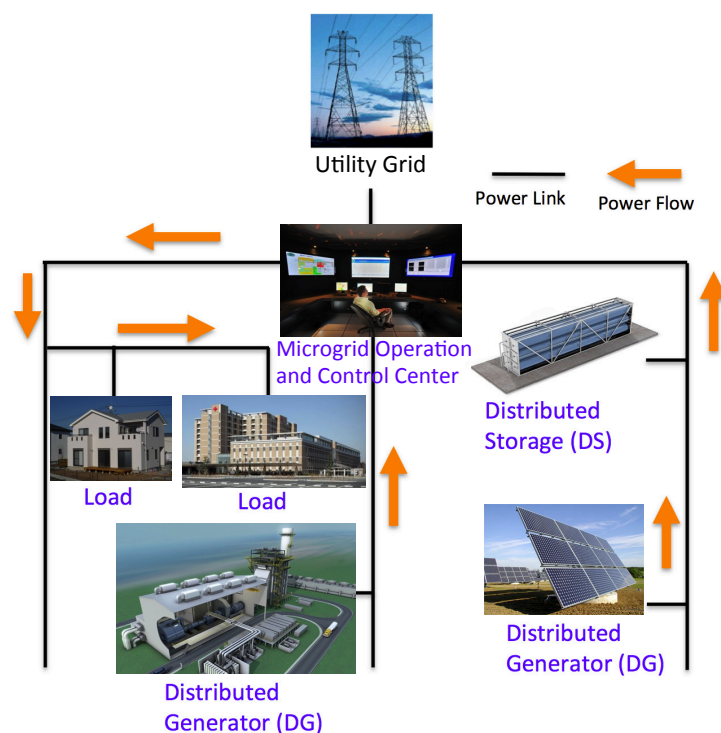 Utility Grid
Power Link
Power Flow
Microgrid Operation
and Control Center
Distributed
Storage (DS)
Load
Load
Distributed
Generator (DG)
Distributed
Generator (DG)